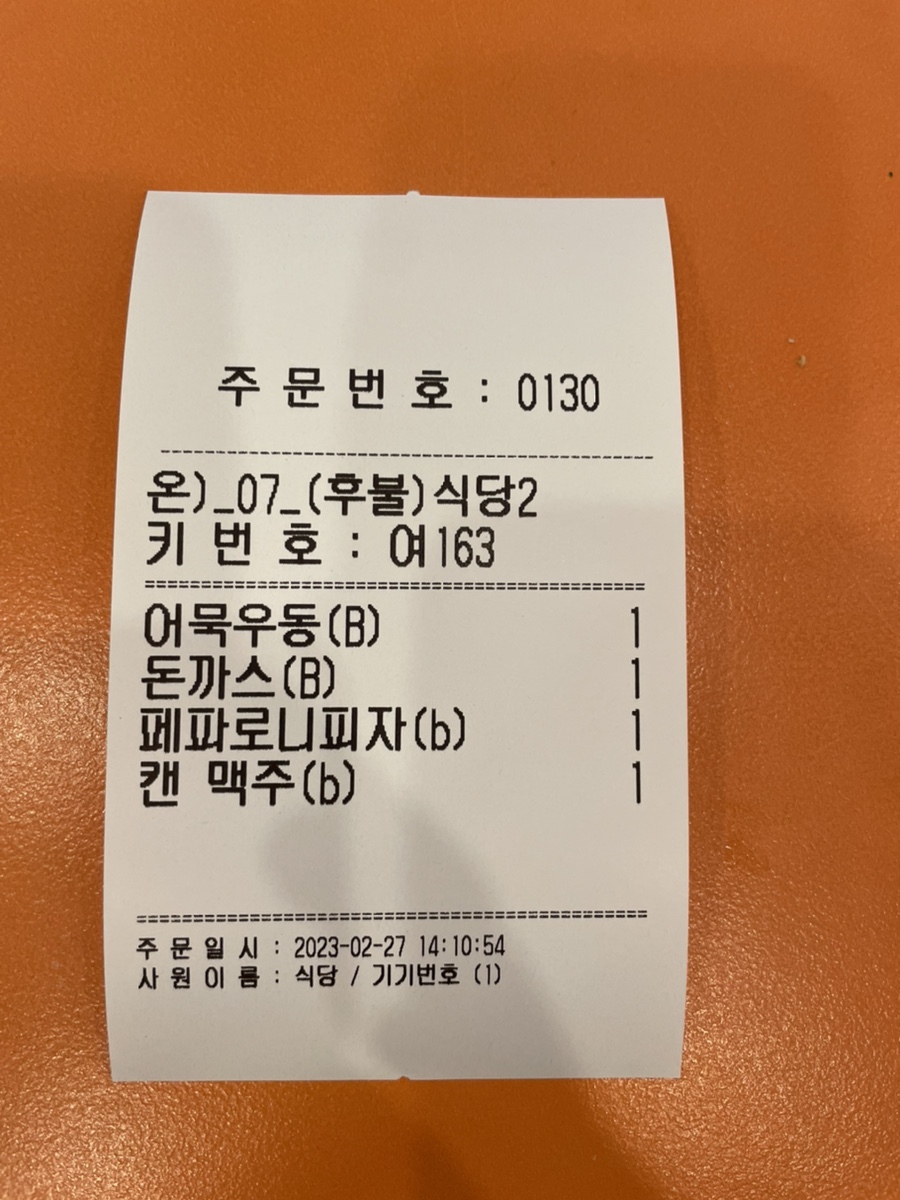 주 문 번 호 : 0130
온)_07_(후불)식당2
키 번 호 : 여163
어묵우동(B) 1
돈까스(B) 1
페파로니피자(b) 1
캔 맥주(b) 1
주 문 일 시 : 2023-02-27 14:10:54
사 원 이 름 : 식당 / 기기번호 (1)